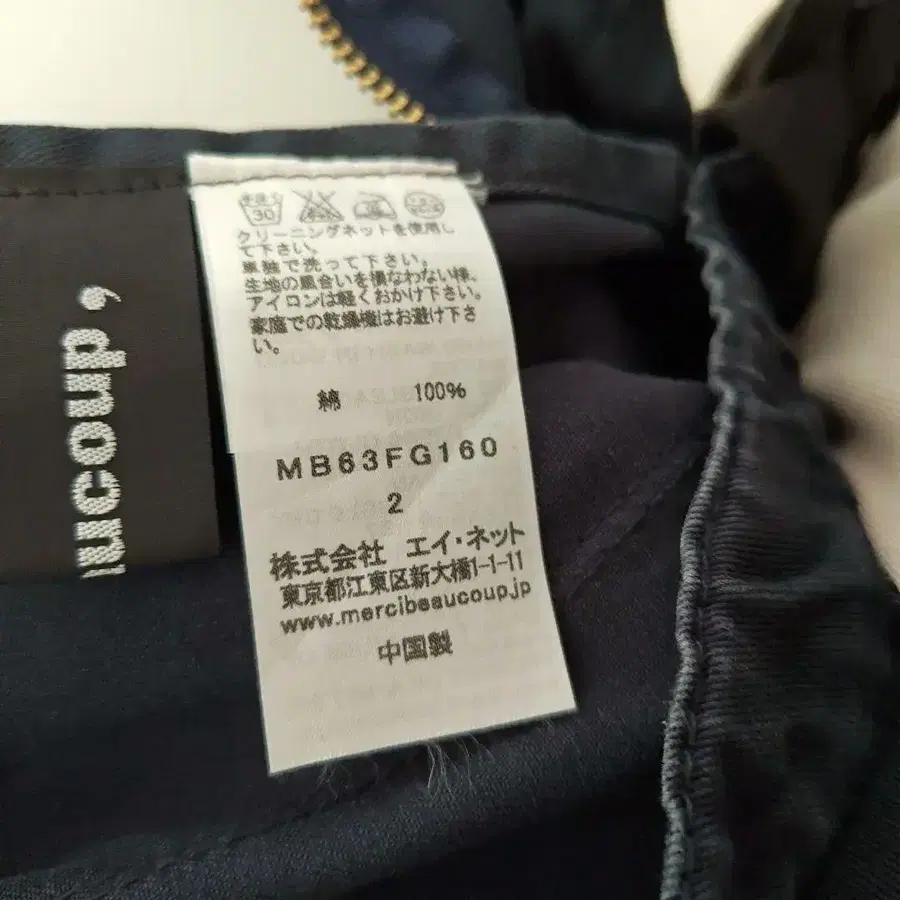 ucoup,
手洗イ
30
クリーニングネットを使用し
て下さい。
単独で洗って下さい。
生地の風合いを損なわない様、
アイロンは軽くおかけ下さい。
家庭での乾燥機はお避け下さ
い。
綿 100%
MB63FG160
2
株式会社 エイ・ネット
東京都江東区新大橋1-1-11
www.mercibeaucoup.jp
中国製